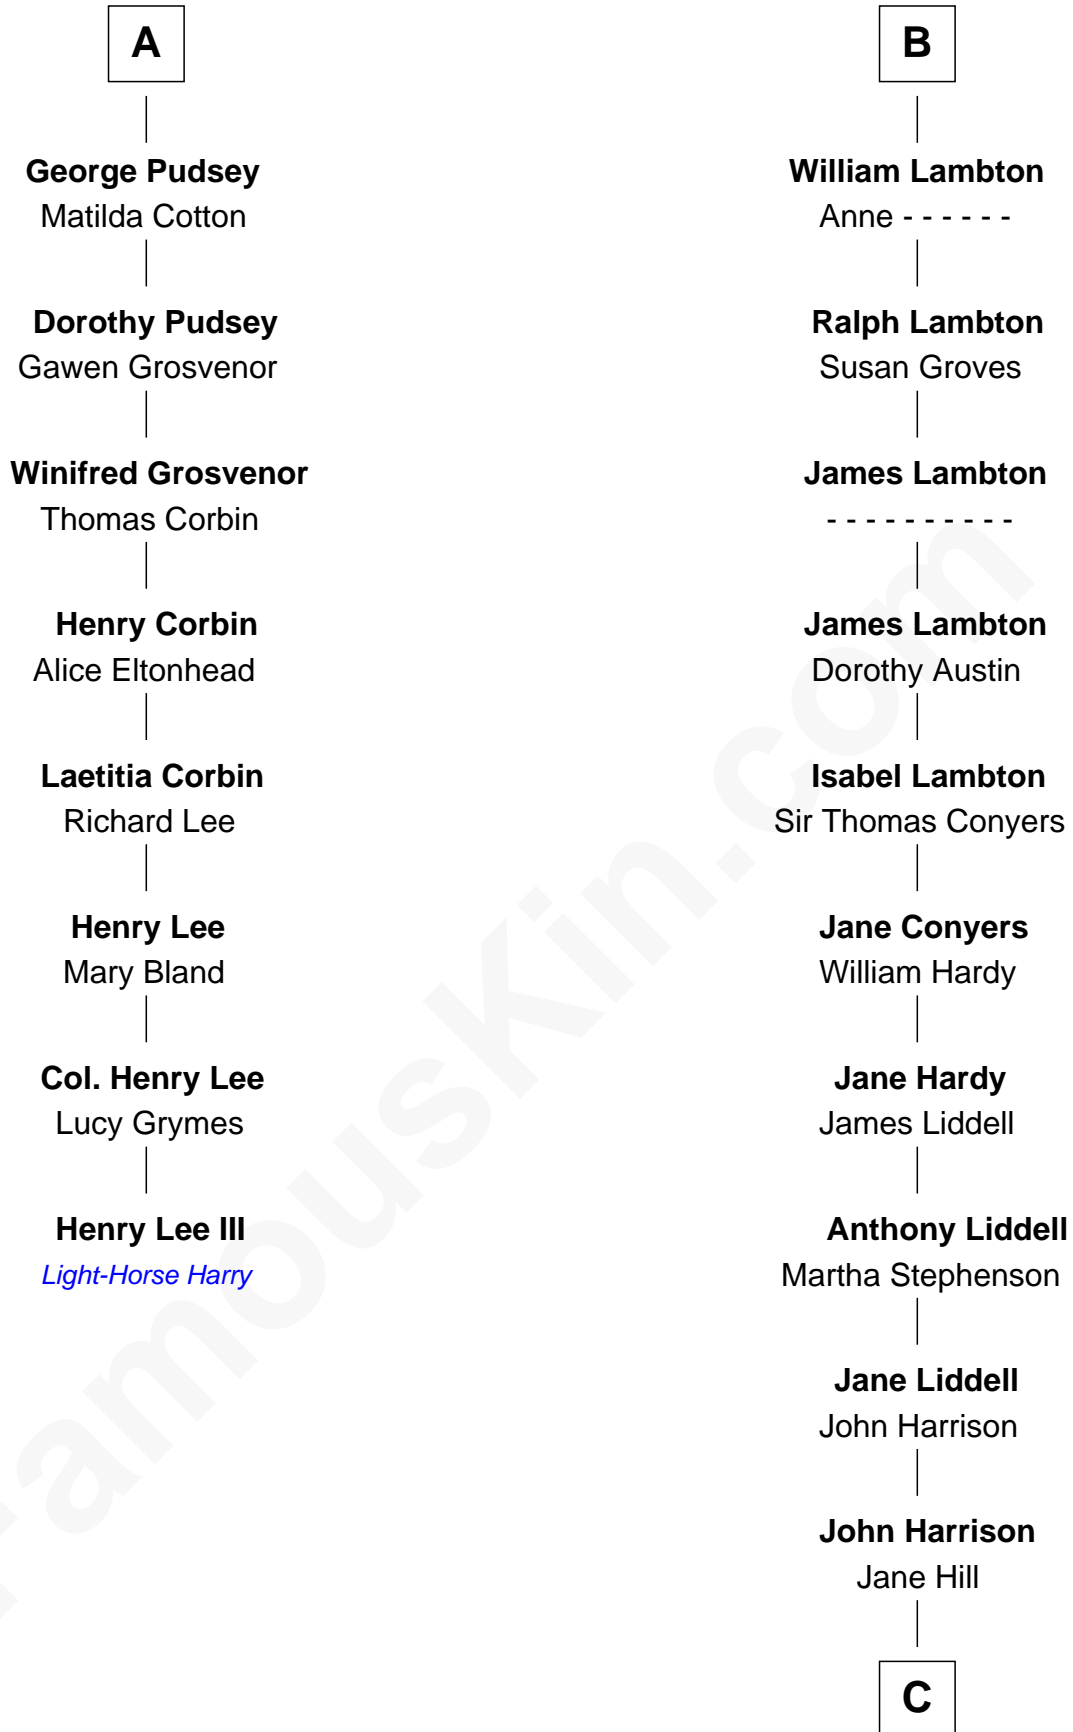 A
George Pudsey
Matilda Cotton
Dorothy Pudsey
Gawen Grosvenor
Winifred Grosvenor
Thomas Corbin
Henry Corbin
Alice Eltonhead
Laetitia Corbin
Richard Lee
Henry Lee
Mary Bland
Col. Henry Lee
Lucy Grymes
Henry Lee III
Light-Horse Harry
B
William Lambton
Anne - - - - - -
Ralph Lambton
Susan Groves
James Lambton
- - - - - - - - - -
James Lambton
Dorothy Austin
Isabel Lambton
Sir Thomas Conyers
Jane Conyers
William Hardy
Jane Hardy
James Liddell
Anthony Liddell
Martha Stephenson
Jane Liddell
John Harrison
John Harrison
Jane Hill
C
FamousKin.com